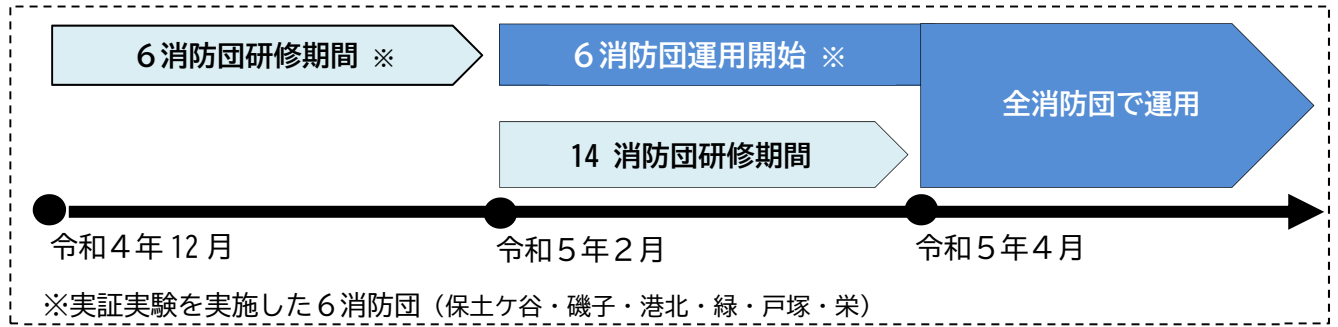 ６消防団研修期間 ※
６消防団運用開始 ※
全消防団で運用
14 消防団研修期間
令和４年 12 月
令和５年２月
令和５年４月
※実証実験を実施した６消防団（保土ケ谷・磯子・港北・緑・戸塚・栄）